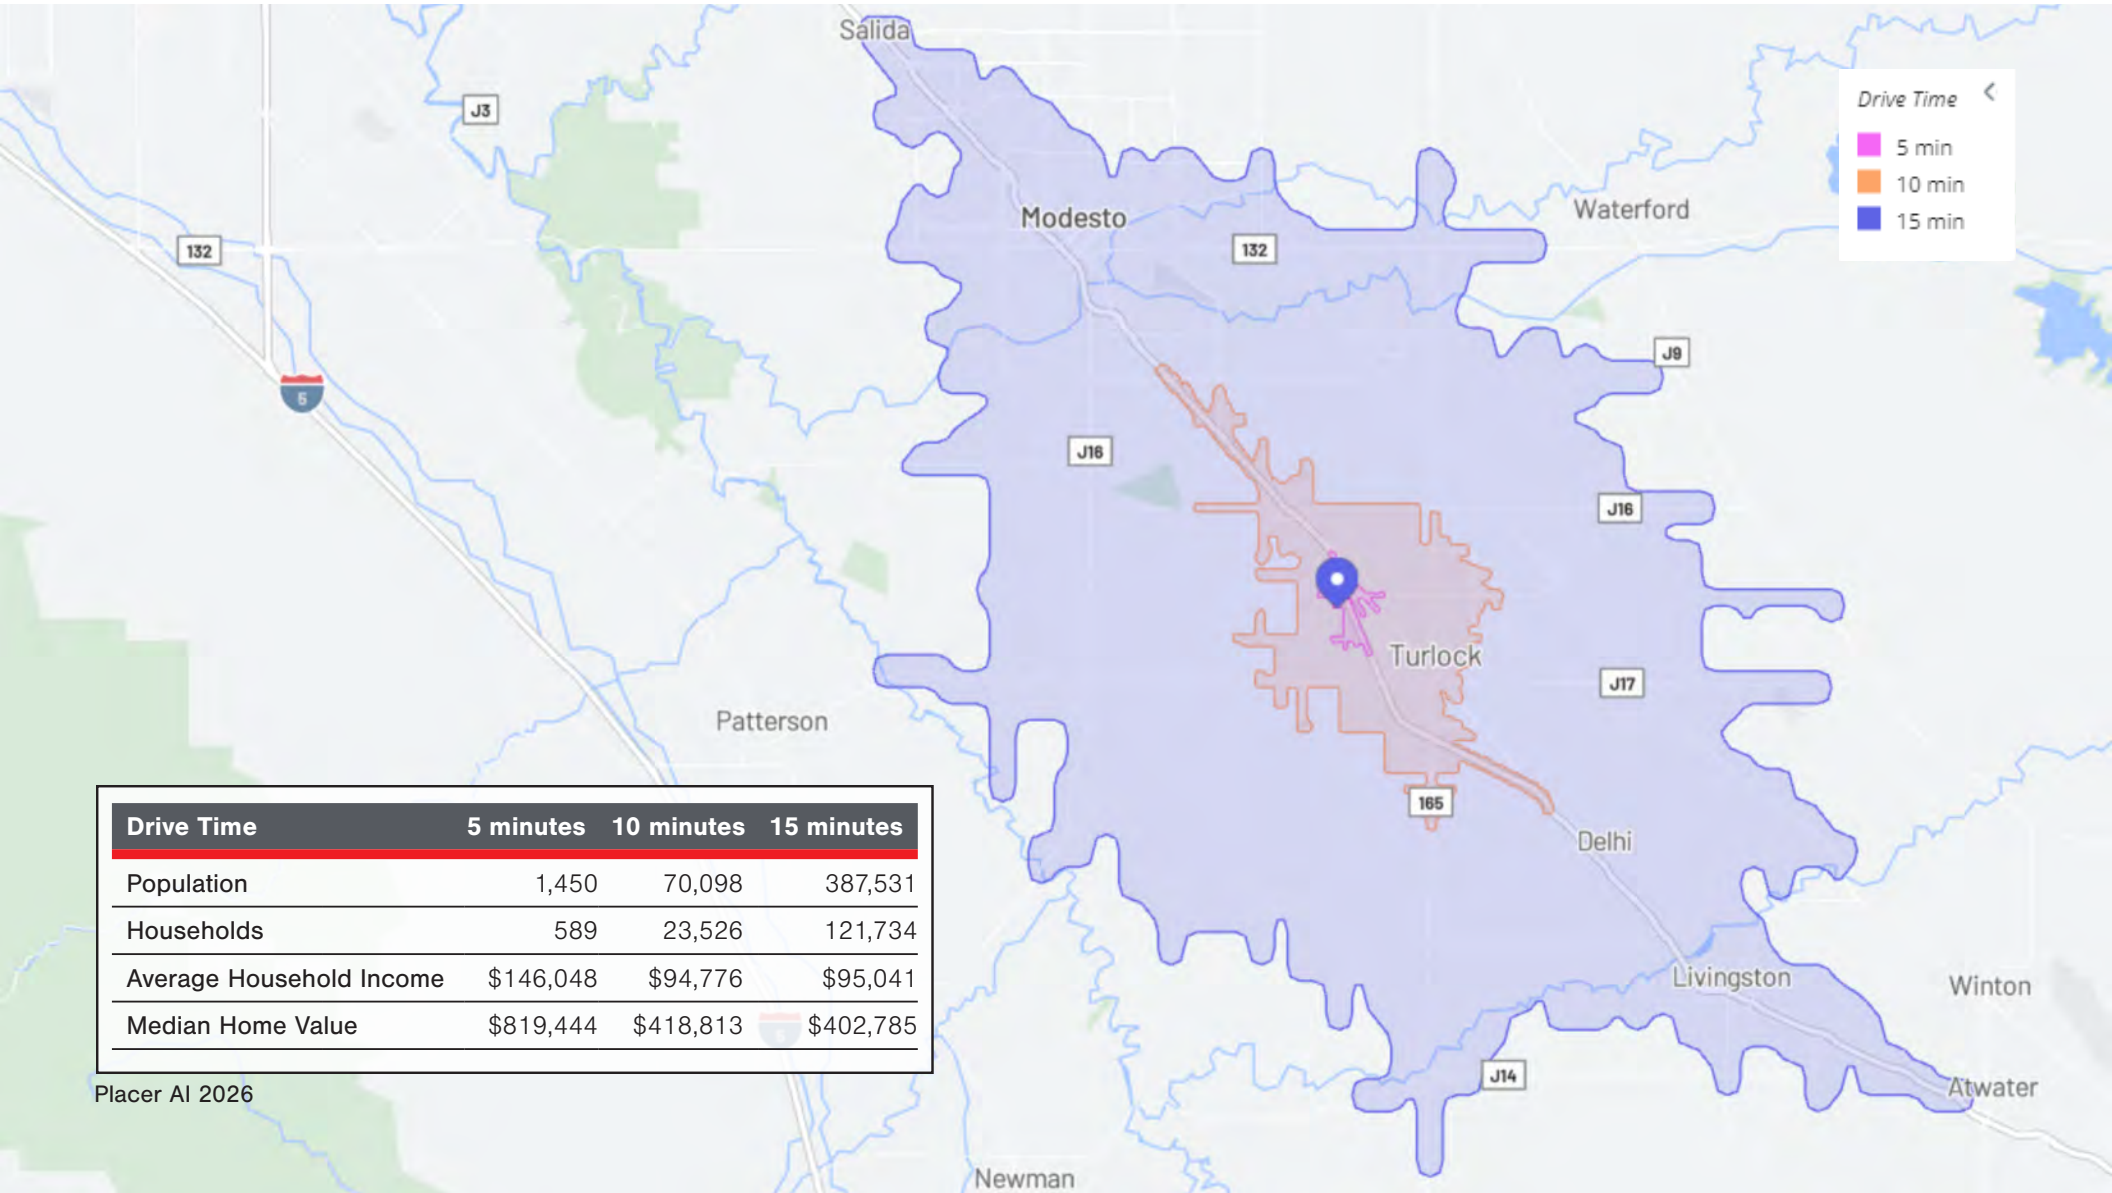 Salida
J3
Drive Time
5 min
10 min
15 min
Modesto
Waterford
132
132
J9
5
J16
J16
Turlock
J17
Patterson
165
Delhi
Drive Time 5 minutes 10 minutes 15 minutes
Population 1,450 70,098 387,531
Households 589 23,526 121,734
Average Household Income $146,048 $94,776 $95,041
Median Home Value $819,444 $418,813 $402,785
Placer AI 2026
Livingston
Winton
J14
Atwater
Newman